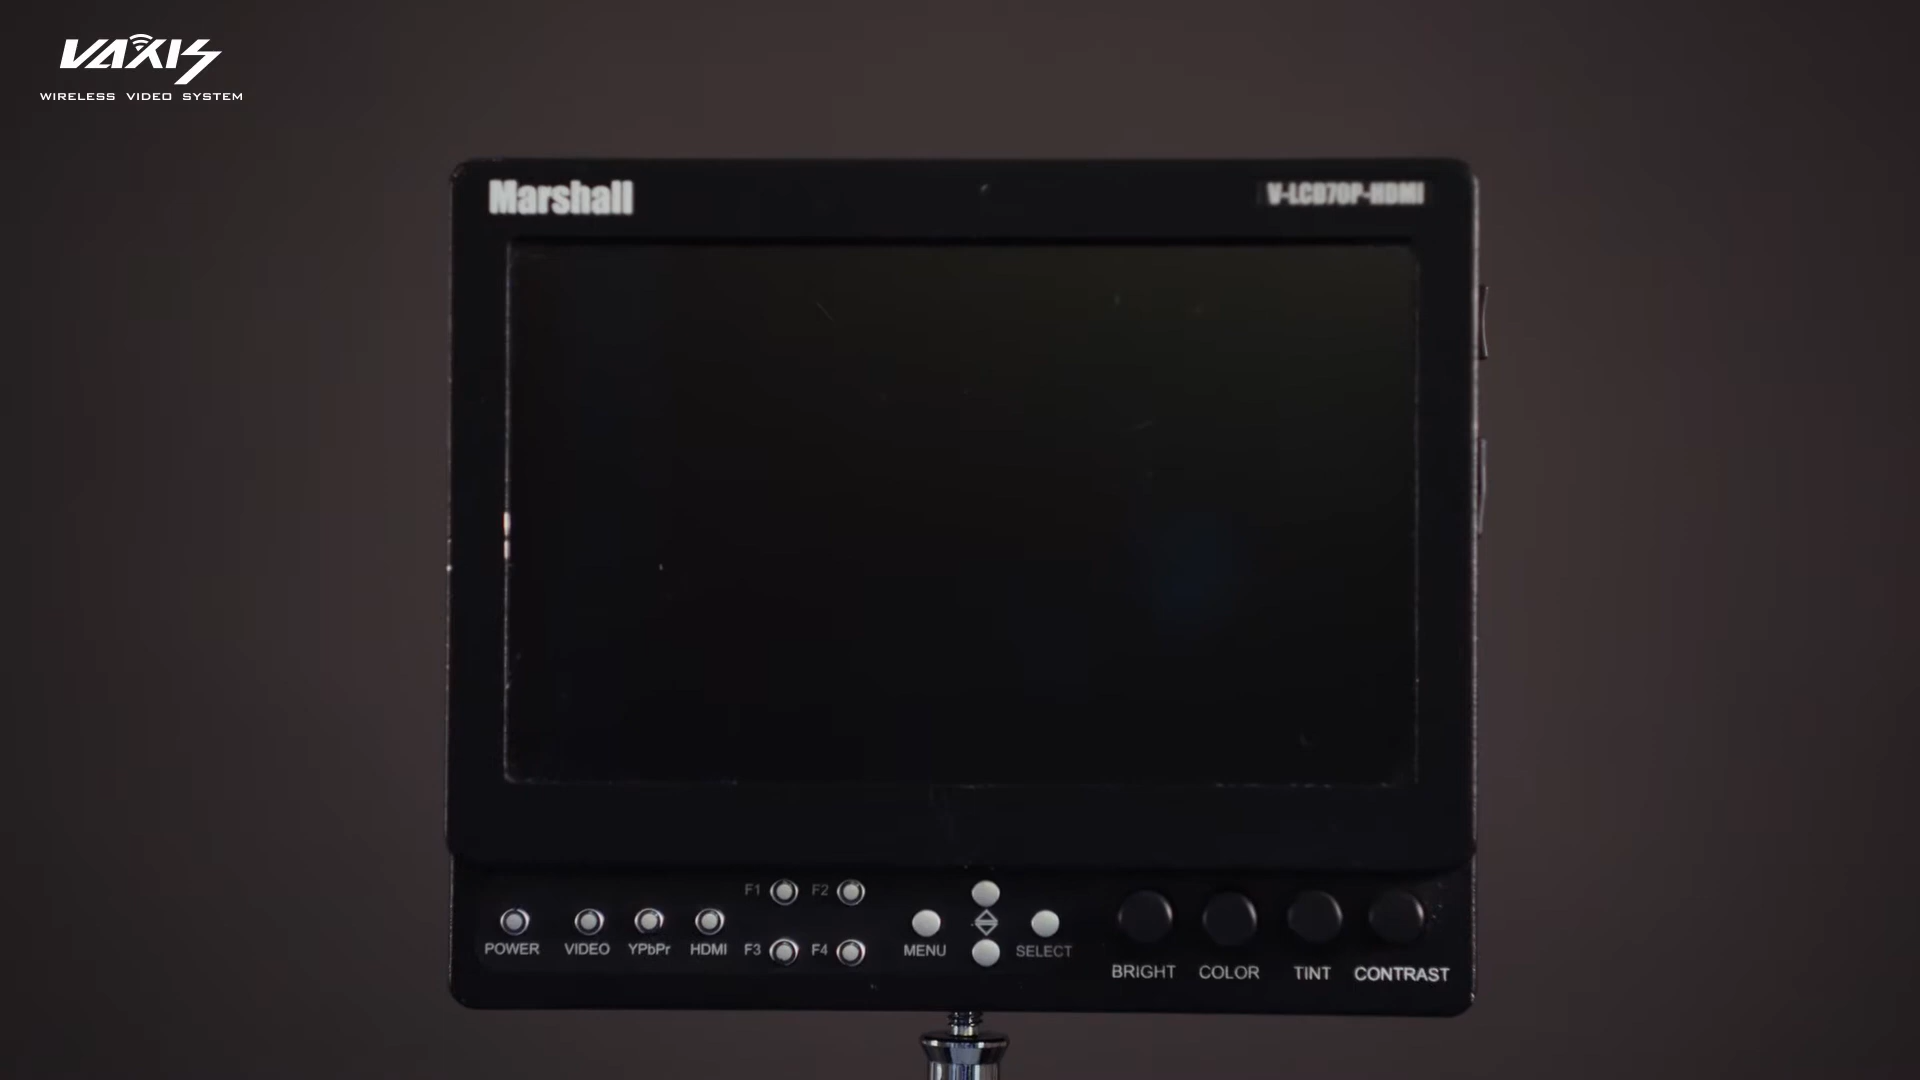 VAXIS
WIRELESS VIDEO SYSTEM
Marshall
V-LCD70P-HDMI
F1 F2
POWER VIDEO YPbPr HDMI F3 F4 MENU SELECT
BRIGHT COLOR TINT CONTRAST